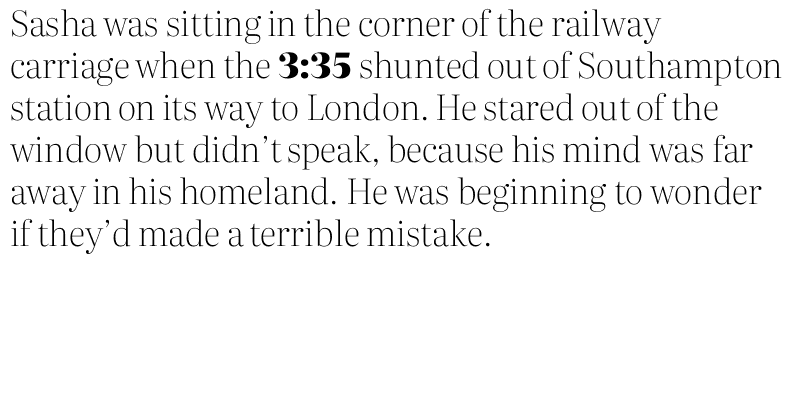 Sasha was sitting in the corner of the railway
carriage when the 3:35 shunted out of Southampton
station on its way to London. He stared out of the
window but didn’t speak, because his mind was far
away in his homeland. He was beginning to wonder
if they’d made a terrible mistake.